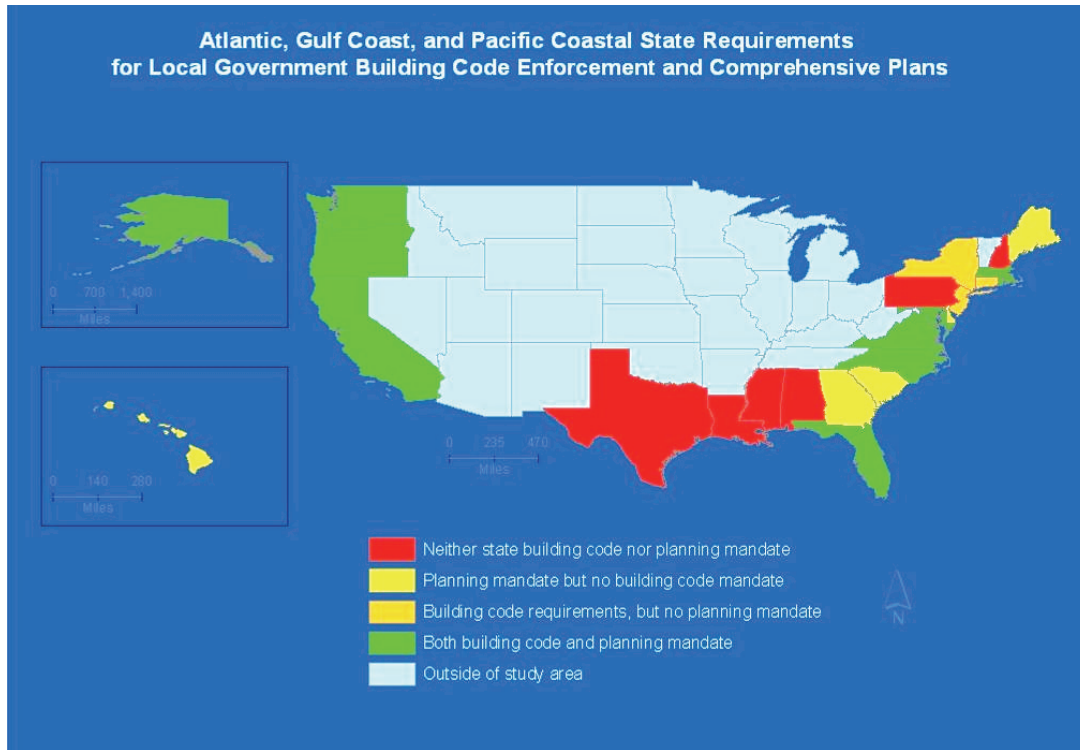 Atlantic, Gulf Coast, and Pacific Coastal State Requirements
for Local Government Building Code Enforcement and Comprehensive Plans
0 700 1,400
Miles
0 140 280
Miles
0 235 470
Miles
Neither state building code nor planning mandate
Planning mandate but no building code mandate
Building code requirements, but no planning mandate
Both building code and planning mandate
Outside of study area
N